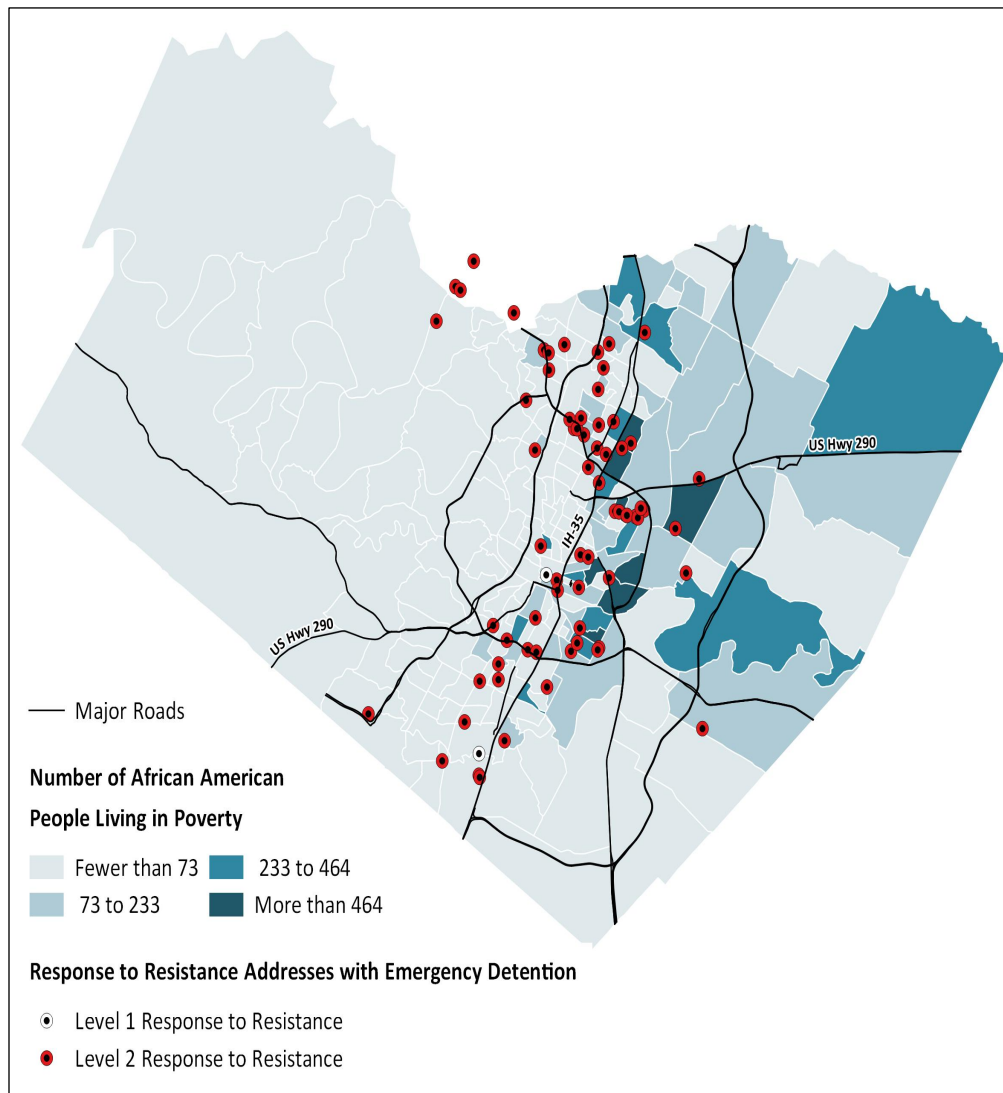 US Hwy 290
IH-35
US Hwy 290
Major Roads
Number of African American
People Living in Poverty
Fewer than 73
233 to 464
73 to 233
More than 464
Response to Resistance Addresses with Emergency Detention
Level 1 Response to Resistance
Level 2 Response to Resistance